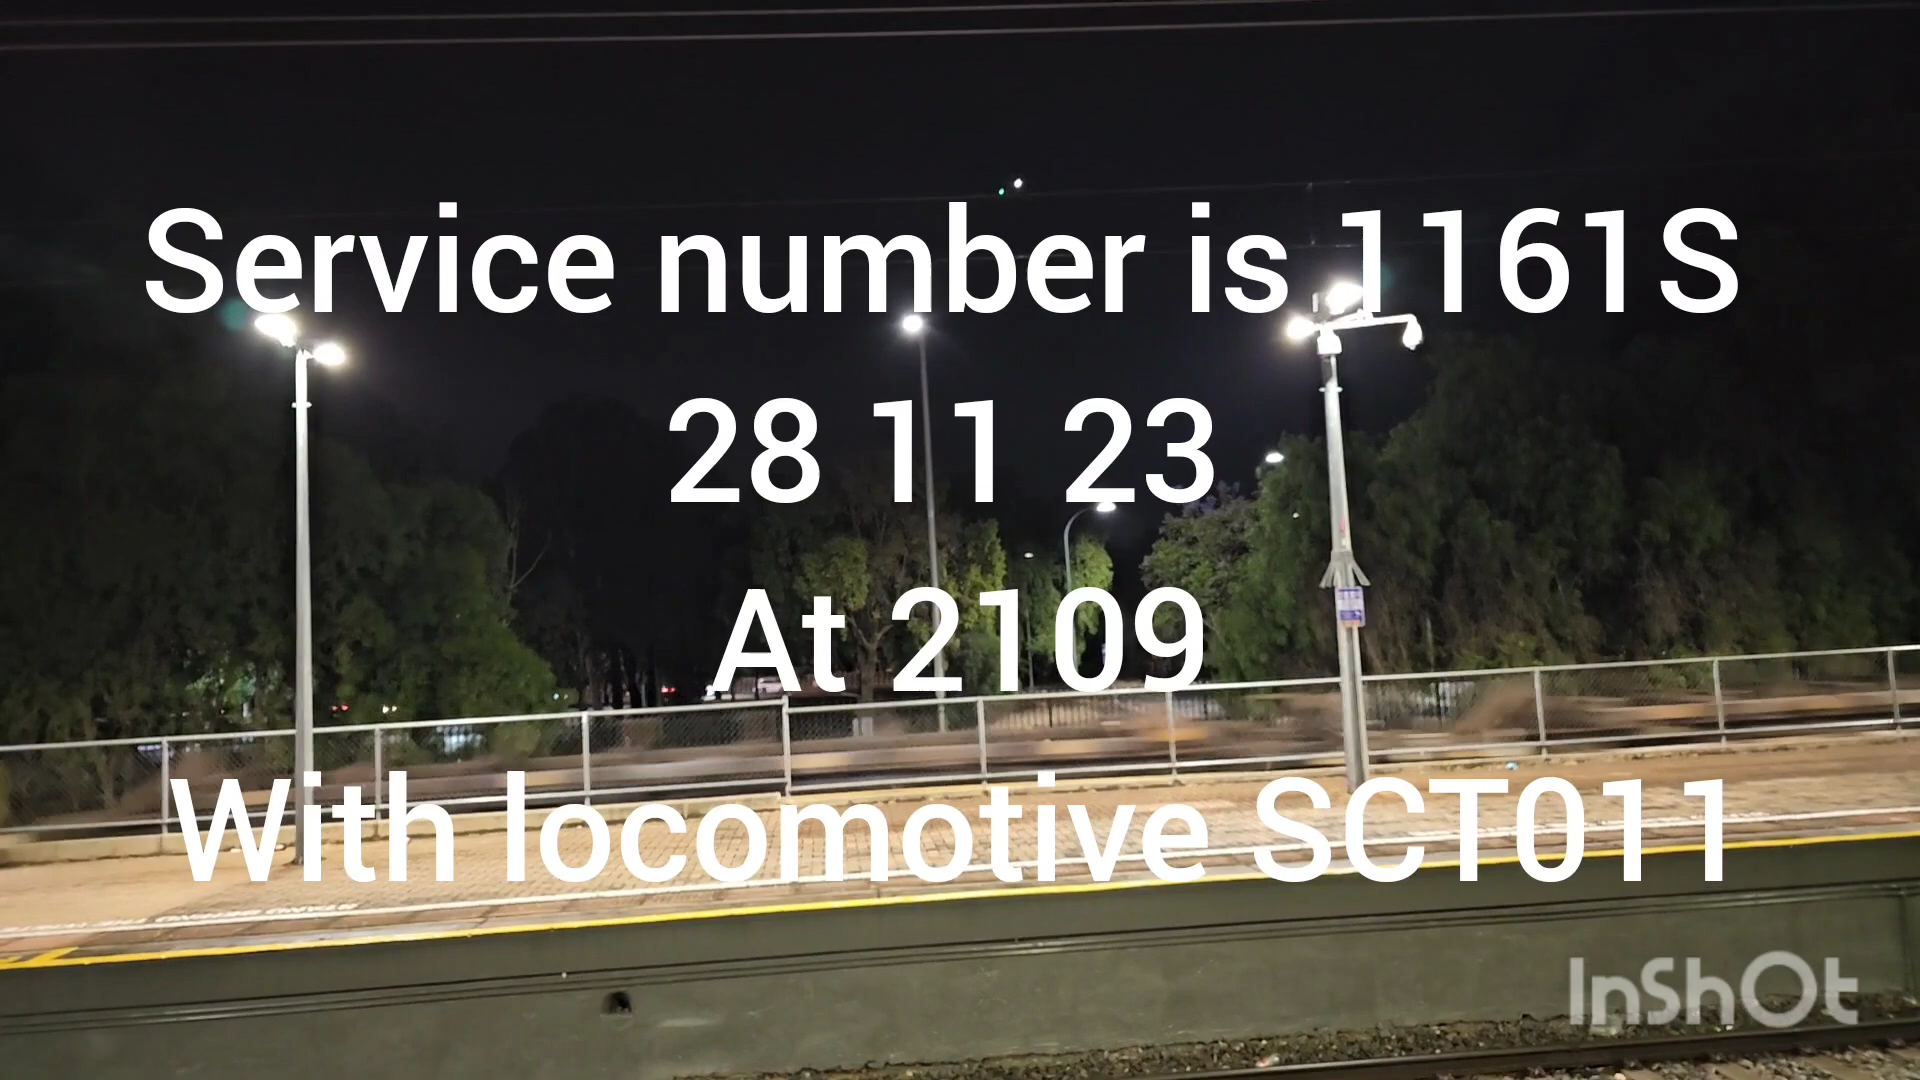 Service number is 1161S
28 11 23
At 2109
With locomotive SCT011
InShOt